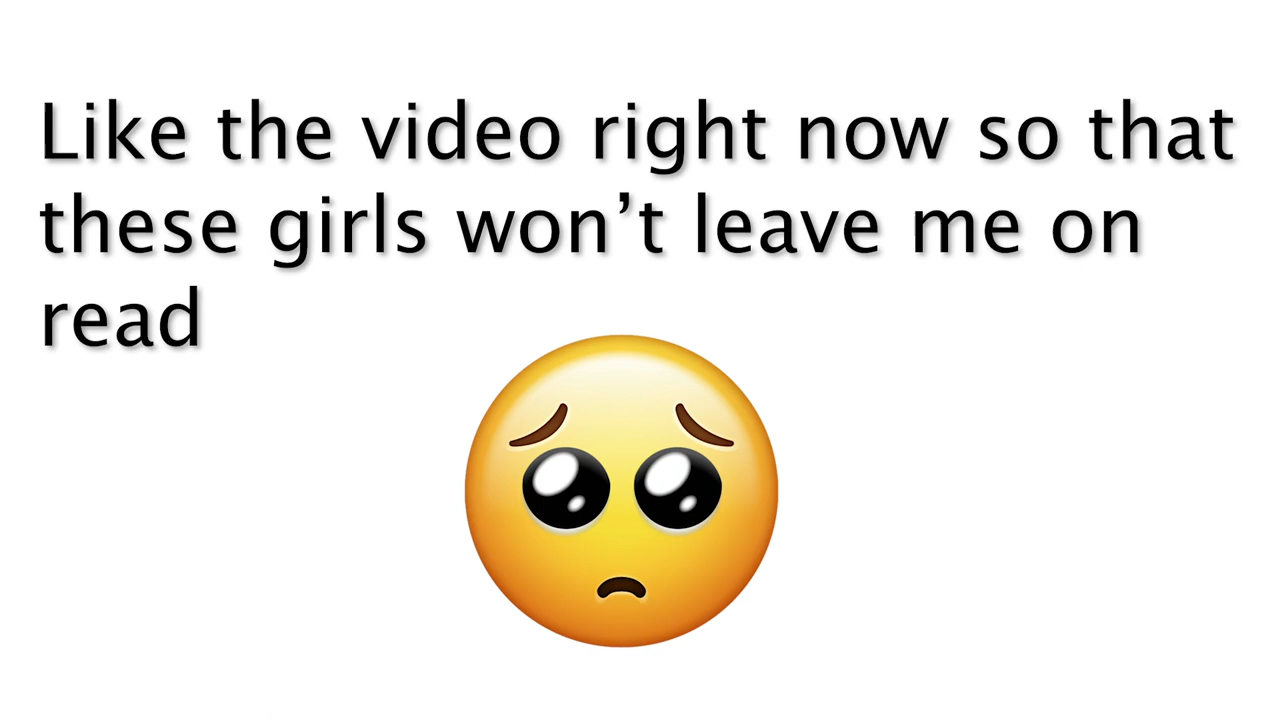 Like the video right now so that
these girls won’t leave me on
read